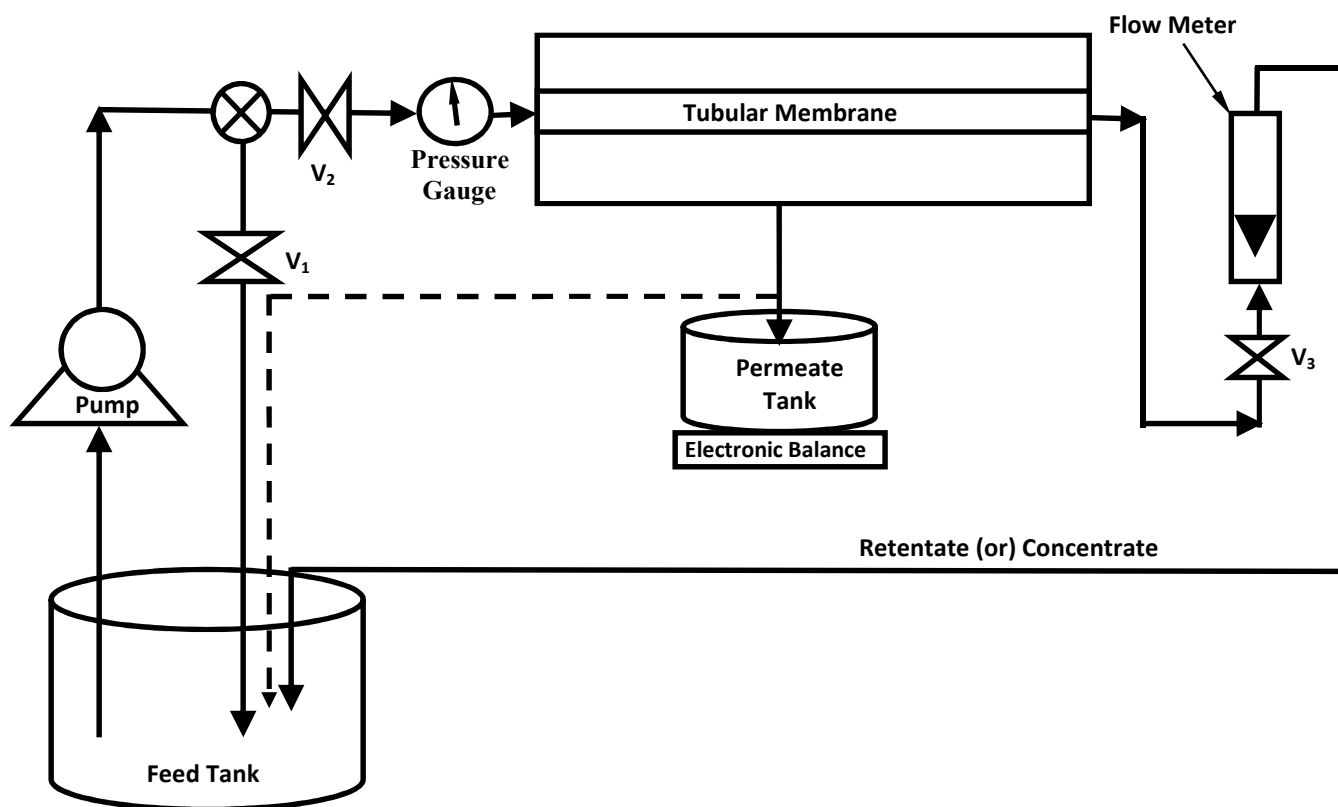 Flow Meter
Tubular Membrane
V₂
Pressure
Gauge
V₁
Permeate
Tank
V₃
Pump
Electronic Balance
Retentate (or) Concentrate
Feed Tank